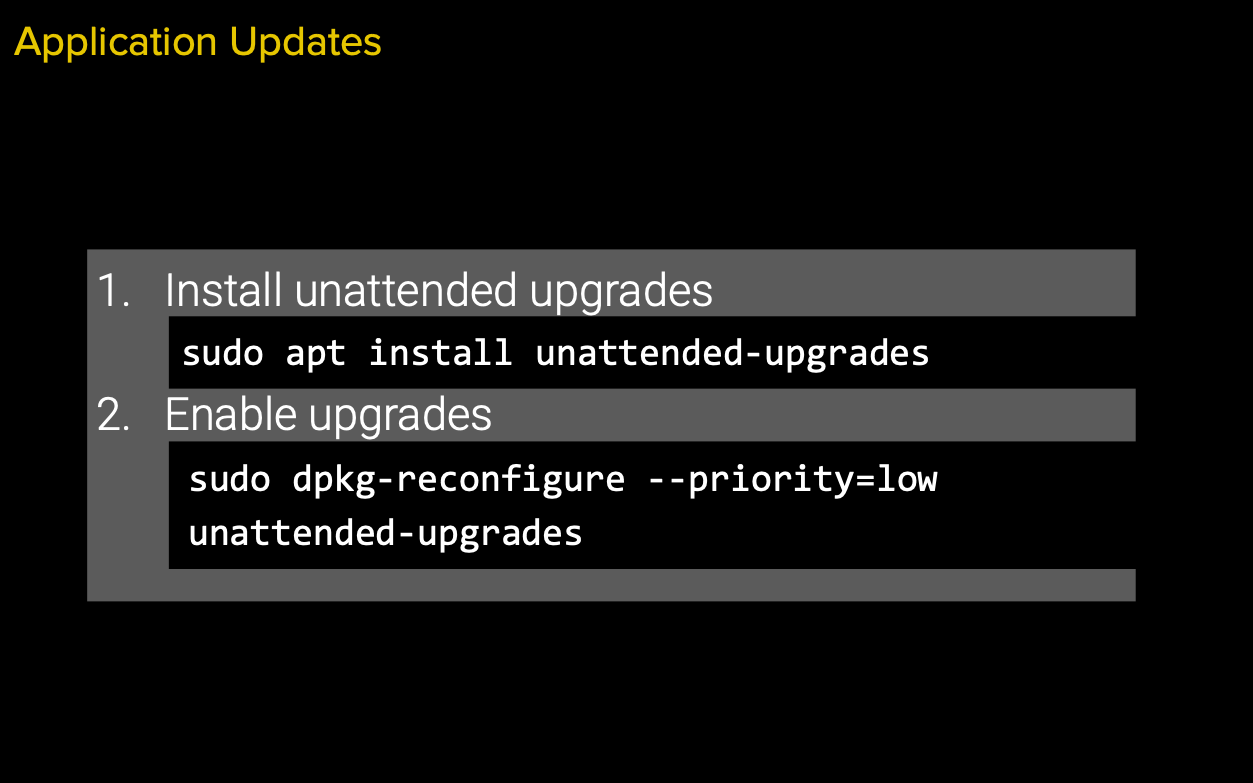 Application Updates
1. Install unattended upgrades
sudo apt install unattended-upgrades
2. Enable upgrades
sudo dpkg-reconfigure --priority=low
unattended-upgrades